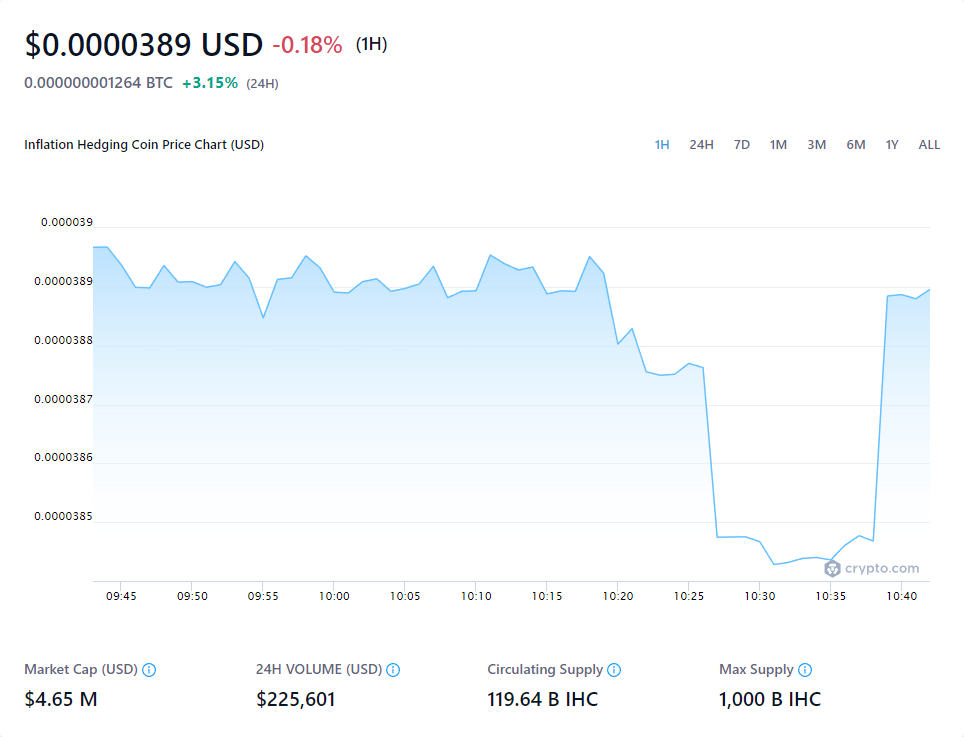 $0.0000389 USD -0.18% (1H)
0.000000001264 BTC +3.15% (24H)
Inflation Hedging Coin Price Chart (USD) 1H 24H 7D 1M 3M 6M 1Y ALL
0.000039
0.0000389
0.0000388
0.0000387
0.0000386
0.0000385
crypto.com
09:45 09:50 09:55 10:00 10:05 10:10 10:15 10:20 10:25 10:30 10:35 10:40
Market Cap (USD) 24H VOLUME (USD) Circulating Supply Max Supply
$4.65 M $225,601 119.64 B IHC 1,000 B IHC